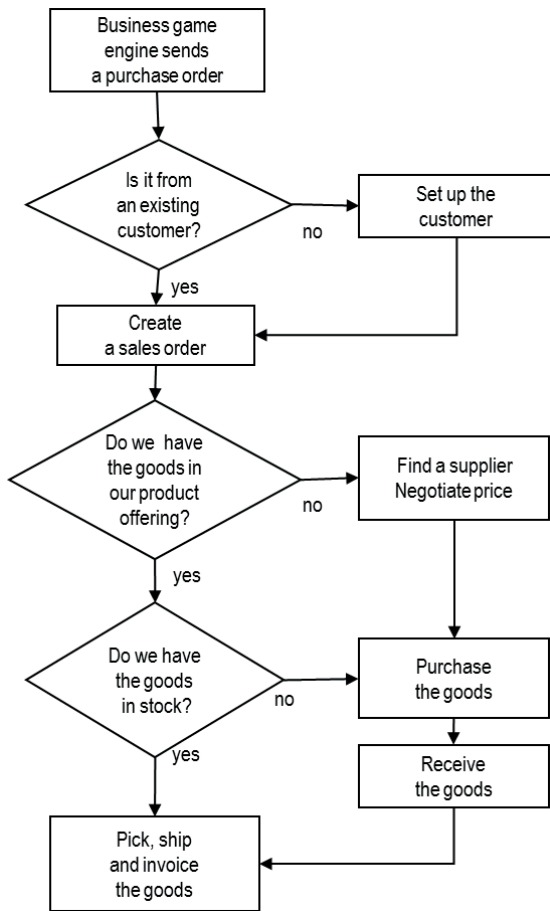 Business game
engine sends
a purchase order
Is it from
an existing
customer?
no
Set up the
customer
yes
Create
a sales order
Do we have
the goods in
our product
offering?
no
Find a supplier
Negotiate price
yes
Do we have
the goods
in stock?
no
Purchase
the goods
yes
Receive
the goods
Pick, ship
and invoice
the goods